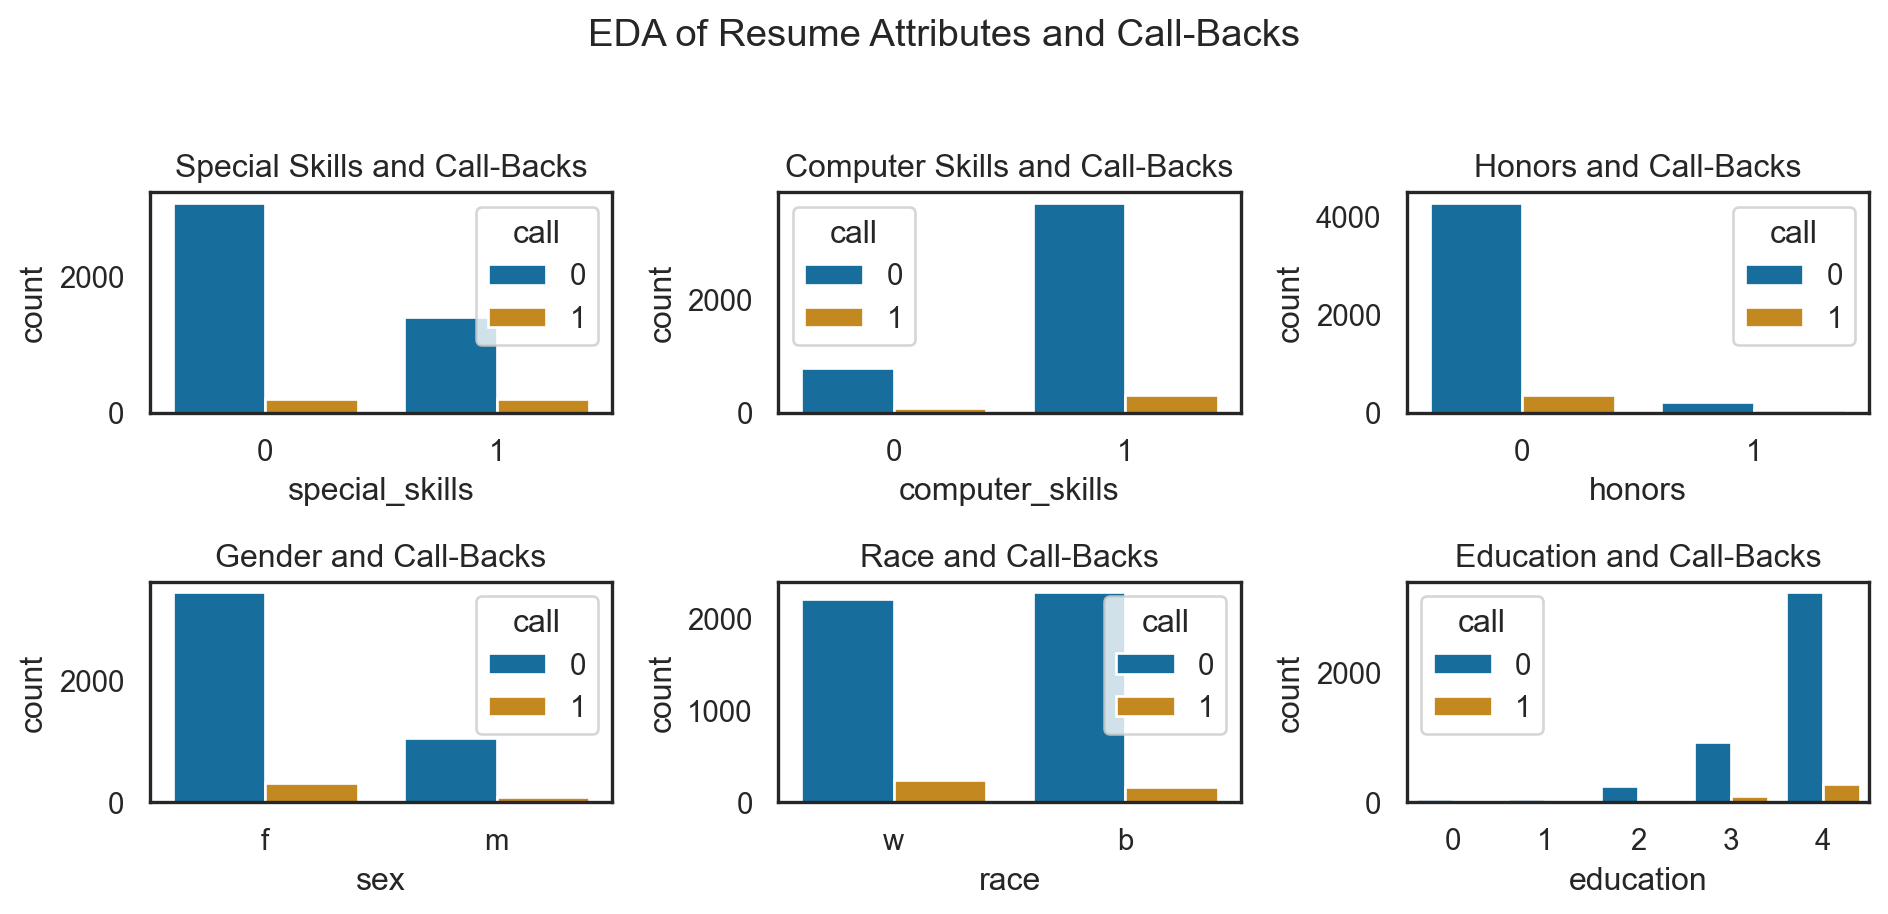 EDA of Resume Attributes and Call-Backs
Special Skills and Call-Backs
count
2000
0
call
0
1
0 1
special_skills
Computer Skills and Call-Backs
count
2000
0
call
0
1
0 1
computer_skills
Honors and Call-Backs
count
4000
2000
0
call
0
1
0 1
honors
Gender and Call-Backs
count
2000
0
call
0
1
f m
sex
Race and Call-Backs
count
2000
1000
0
call
0
1
w b
race
Education and Call-Backs
count
2000
0
call
0
1
0 1 2 3 4
education